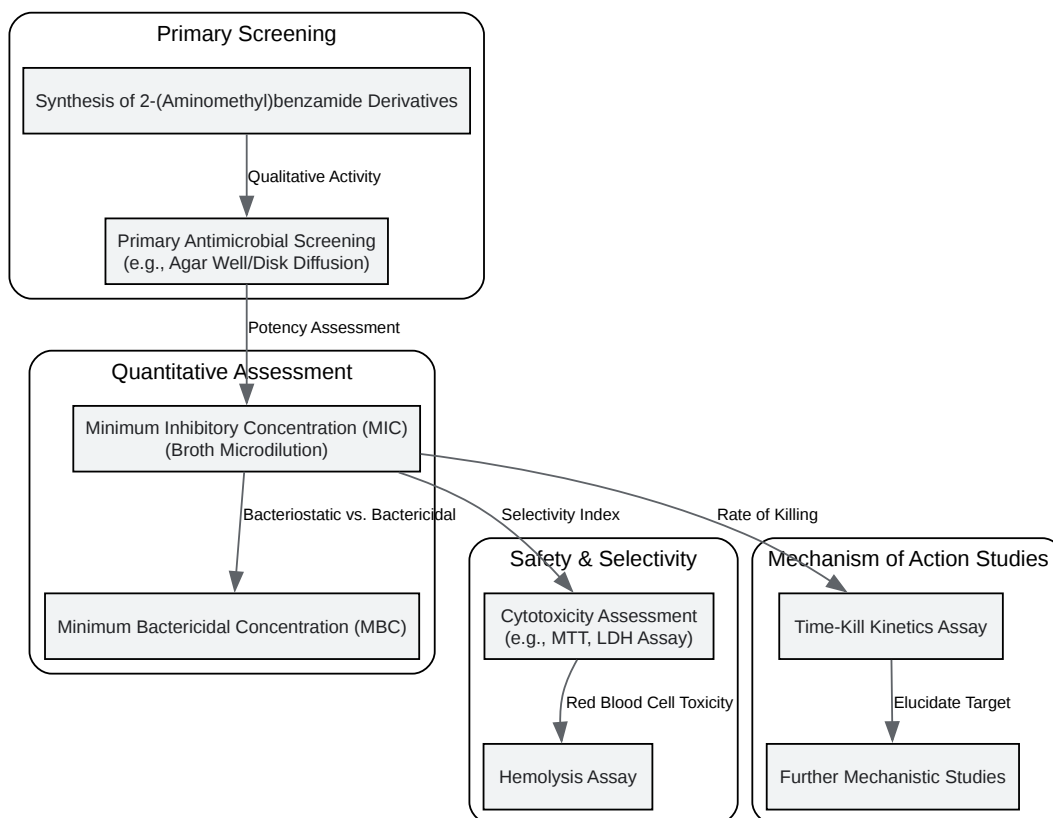 Primary Screening
Synthesis of 2-(Aminomethyl)benzamide Derivatives
Qualitative Activity
Primary Antimicrobial Screening
(e.g., Agar Well/Disk Diffusion)
Potency Assessment
Quantitative Assessment
Minimum Inhibitory Concentration (MIC)
(Broth Microdilution)
Bacteriostatic vs. Bactericidal
Selectivity Index
Rate of Killing
Minimum Bactericidal Concentration (MBC)
Safety & Selectivity
Cytotoxicity Assessment
(e.g., MTT, LDH Assay)
Red Blood Cell Toxicity
Hemolysis Assay
Mechanism of Action Studies
Time-Kill Kinetics Assay
Elucidate Target
Further Mechanistic Studies